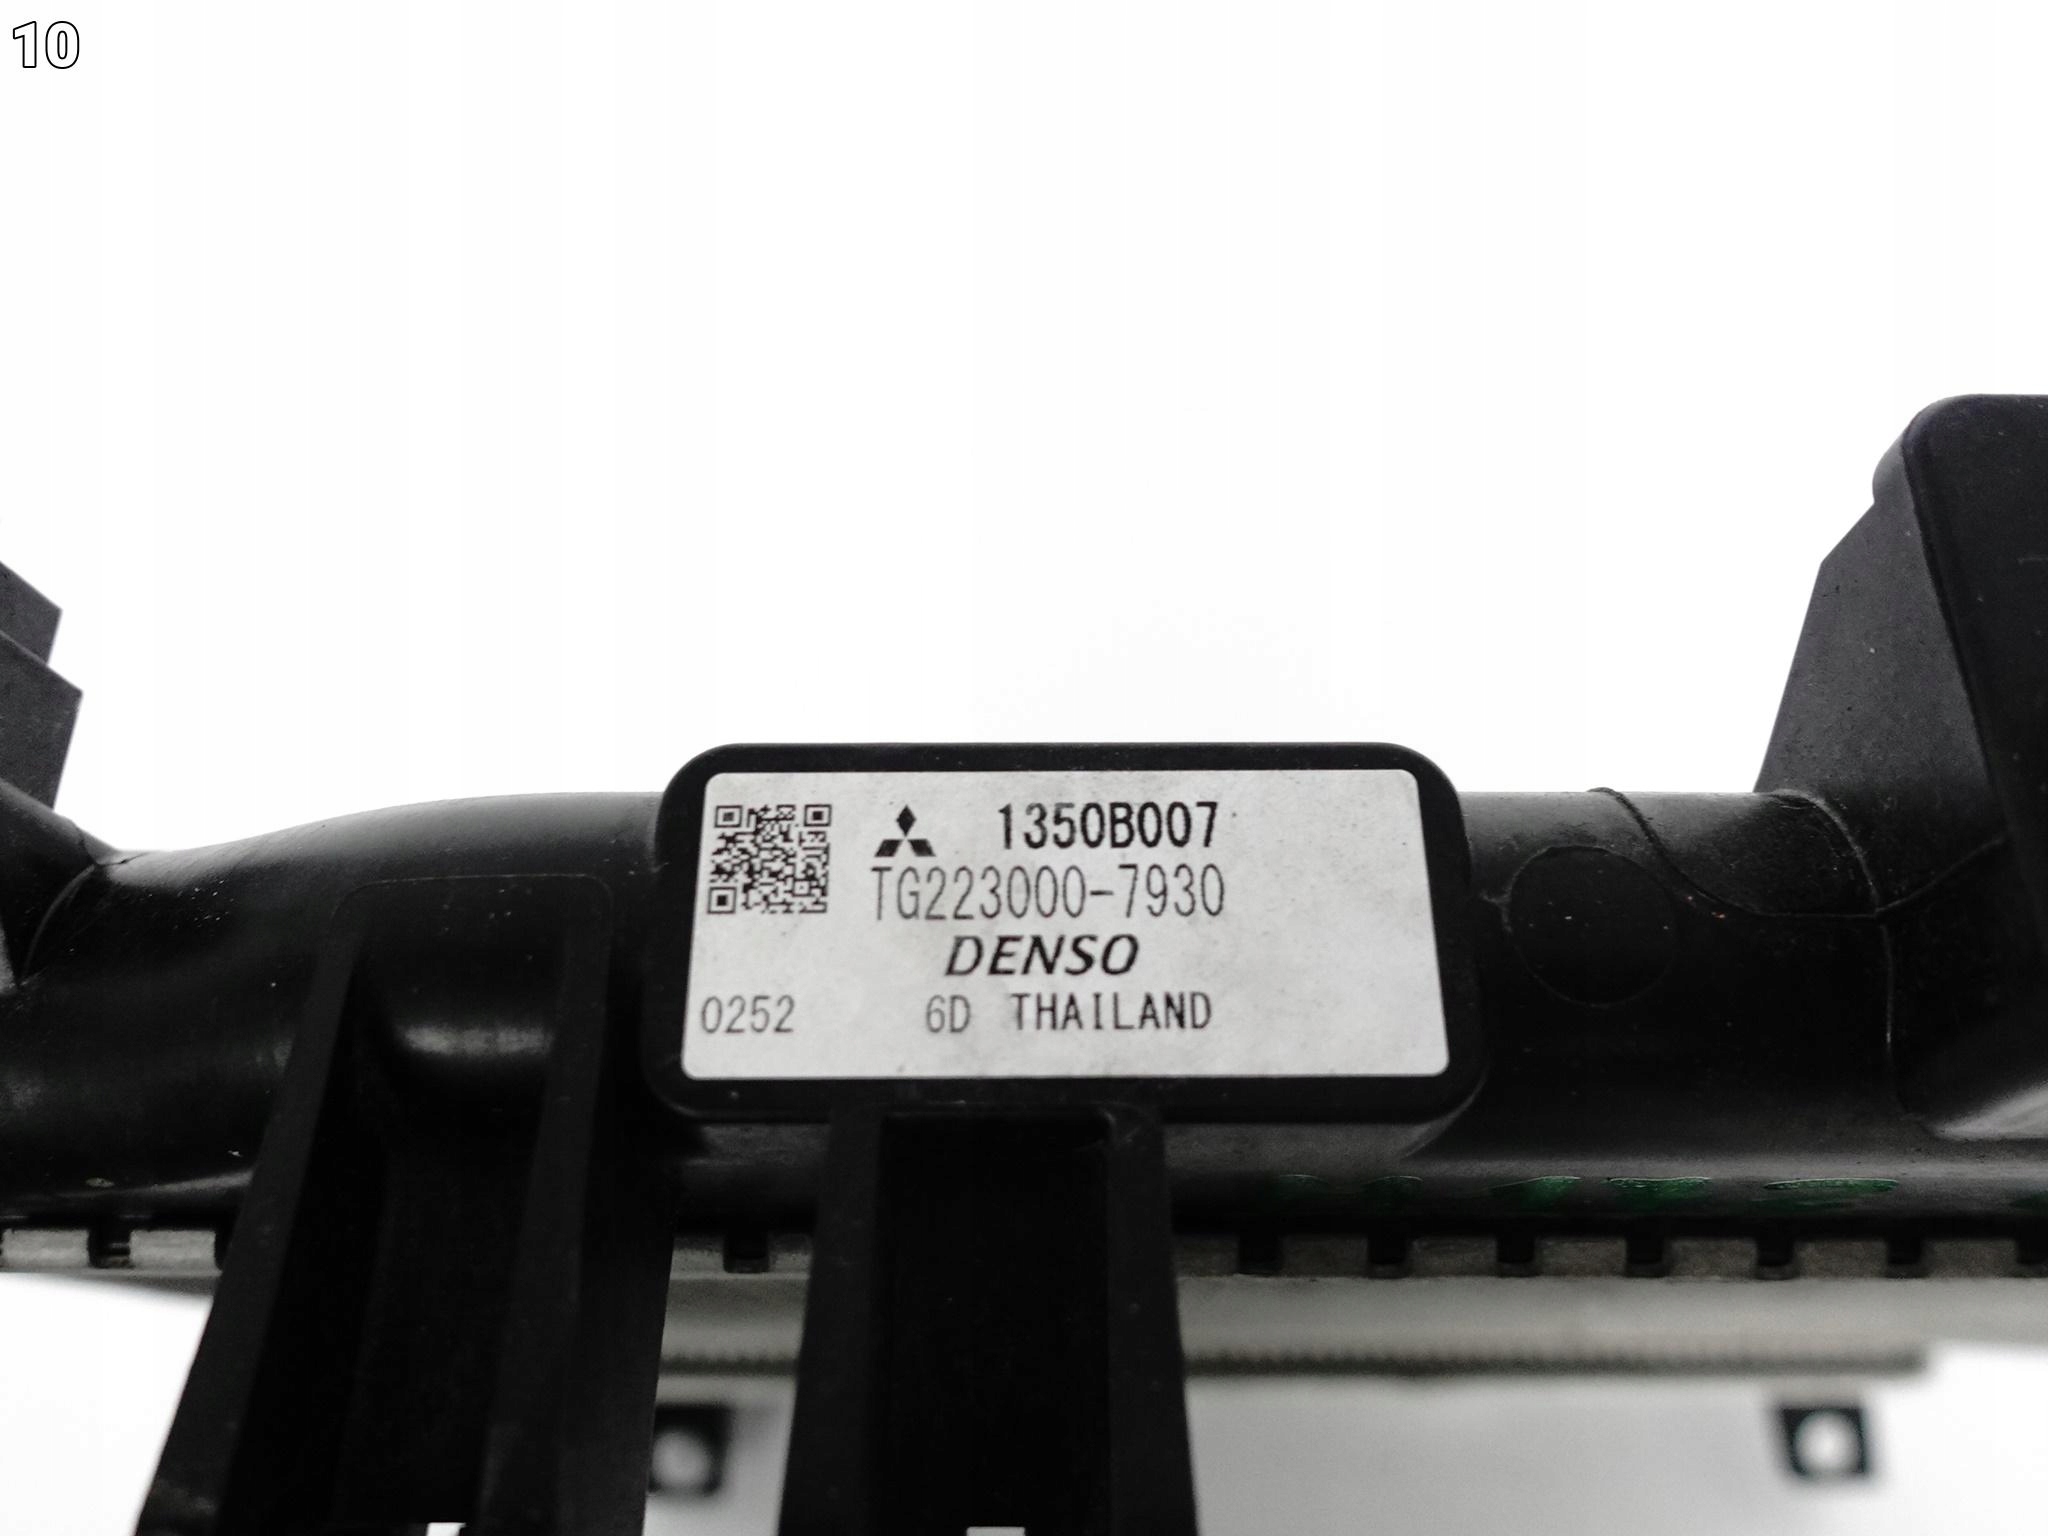 10
1350B007
TG223000-7930
DENSO
0252 6D THAILAND